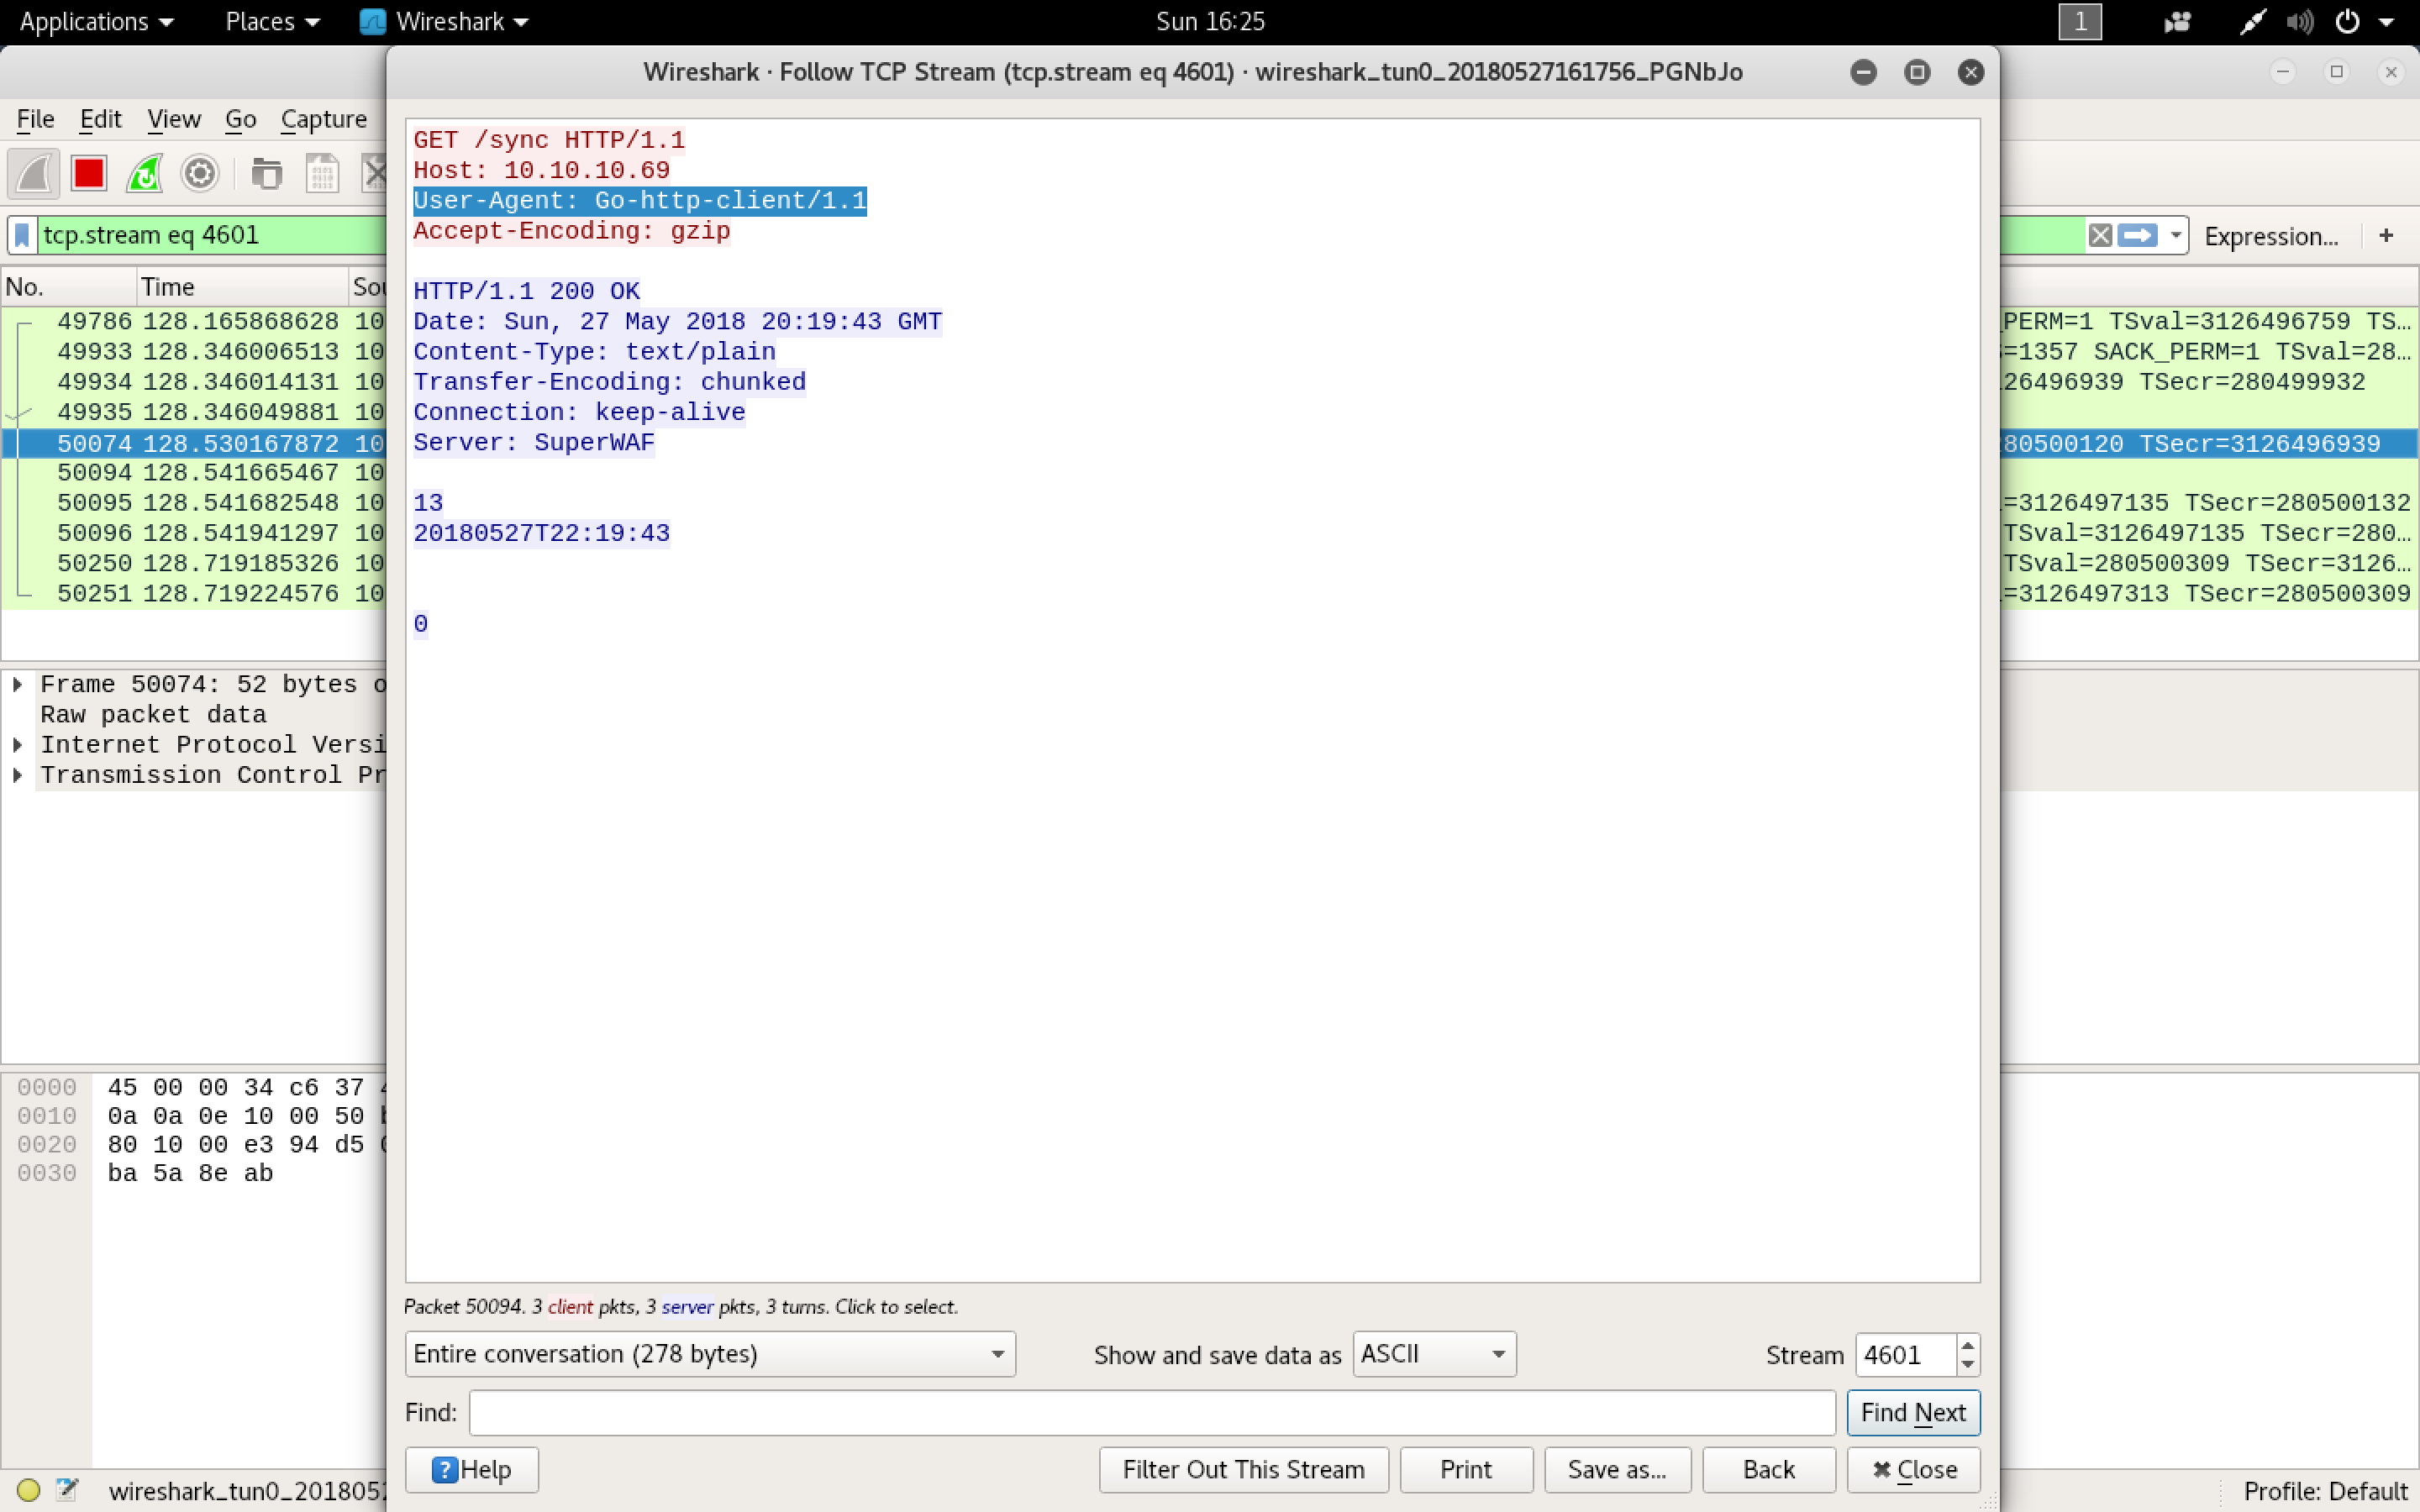 Applications Places Wireshark Sun 16:25 1
Wireshark · Follow TCP Stream (tcp.stream eq 4601) · wireshark_tun0_20180527161756_PGNbJo
File Edit View Go Capture
tcp.stream eq 4601 Expression... +
No. Time
49786 128.165868628 10 PERM=1 TSval=3126496759 TS…
49933 128.346006513 10 =1357 SACK_PERM=1 TSval=28…
49934 128.346014131 10 26496939 TSecr=280499932
49935 128.346049881 10
50074 128.530167872 10 80500120 TSecr=3126496939
50094 128.541665467 10
50095 128.541682548 10 =3126497135 TSecr=280500132
50096 128.541941297 10 TSval=3126497135 TSecr=280…
50250 128.719185326 10 TSval=280500309 TSecr=3126…
50251 128.719224576 10 =3126497313 TSecr=280500309
GET /sync HTTP/1.1
Host: 10.10.10.69
User-Agent: Go-http-client/1.1
Accept-Encoding: gzip
HTTP/1.1 200 OK
Date: Sun, 27 May 2018 20:19:43 GMT
Content-Type: text/plain
Transfer-Encoding: chunked
Connection: keep-alive
Server: SuperWAF
13
20180527T22:19:43
0
Frame 50074: 52 bytes o
Raw packet data
Internet Protocol Versi
Transmission Control Pr
0000 45 00 00 34 c6 37
0010 0a 0a 0e 10 00 50
0020 80 10 00 e3 94 d5
0030 ba 5a 8e ab
Packet 50094. 3 client pkts, 3 server pkts, 3 turns. Click to select.
Entire conversation (278 bytes) Show and save data as ASCII Stream 4601
Find: Find Next
Help Filter Out This Stream Print Save as… Back Close
wireshark_tun0_201805 Profile: Default